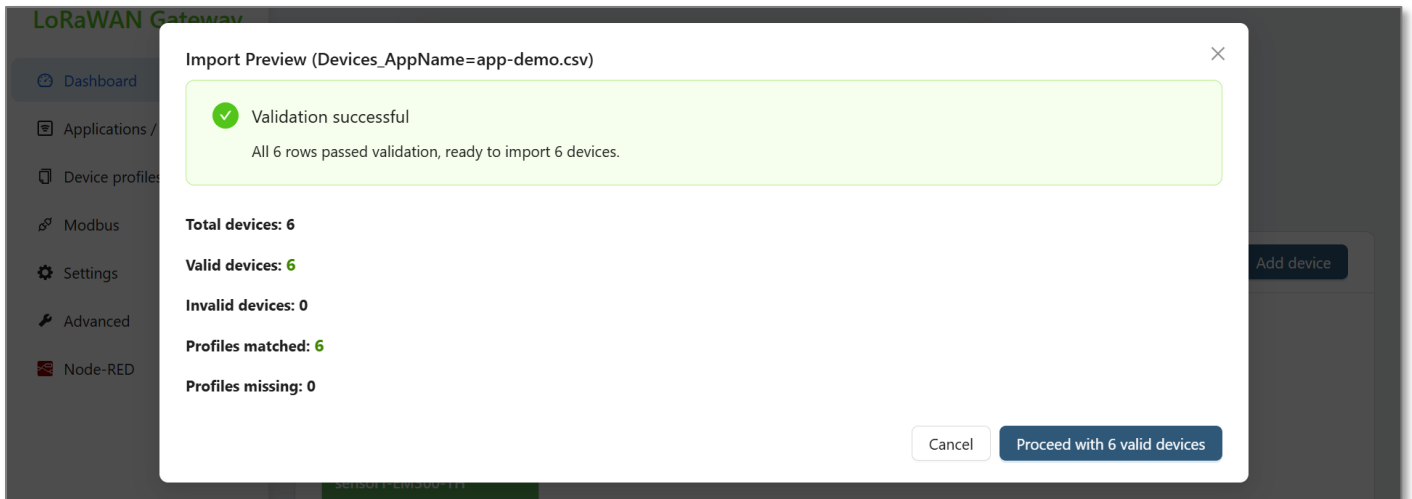 LoRaWAN Gateway
Dashboard
Applications /
Device profiles
Modbus
Settings
Advanced
Node-RED
Import Preview (Devices_AppName=app-demo.csv)
Validation successful
All 6 rows passed validation, ready to import 6 devices.
Total devices: 6
Valid devices: 6
Invalid devices: 0
Profiles matched: 6
Profiles missing: 0
Cancel
Proceed with 6 valid devices
Add device